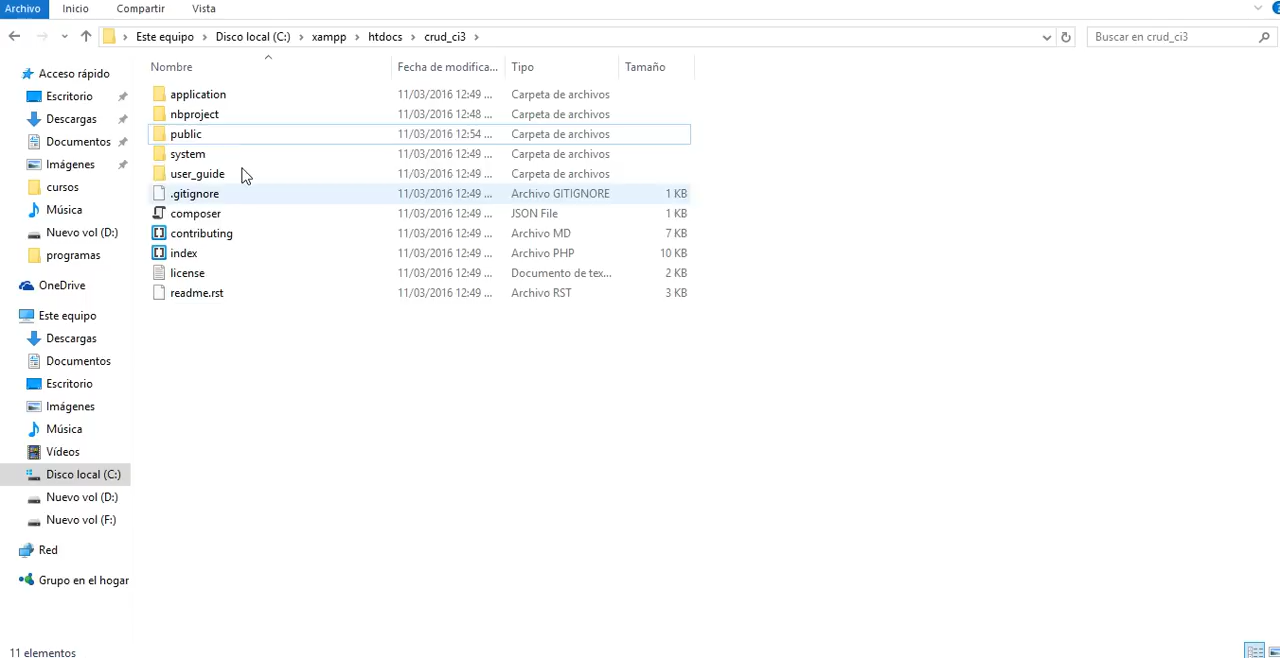 Archivo Inicio Compartir Vista
Este equipo Disco local (C:) xampp htdocs crud_ci3
Buscar en crud_ci3
Acceso rápido
Escritorio
Descargas
Documentos
Imágenes
cursos
Música
Nuevo vol (D:)
programas
OneDrive
Este equipo
Descargas
Documentos
Escritorio
Imágenes
Música
Vídeos
Disco local (C:)
Nuevo vol (D:)
Nuevo vol (F:)
Red
Grupo en el hogar
Nombre Fecha de modifica... Tipo Tamaño
application 11/03/2016 12:49 ... Carpeta de archivos
nbproject 11/03/2016 12:48 ... Carpeta de archivos
public 11/03/2016 12:54 ... Carpeta de archivos
system 11/03/2016 12:49 ... Carpeta de archivos
user_guide 11/03/2016 12:49 ... Carpeta de archivos
.gitignore 11/03/2016 12:49 ... Archivo GITIGNORE 1 KB
composer 11/03/2016 12:49 ... JSON File 1 KB
contributing 11/03/2016 12:49 ... Archivo MD 7 KB
index 11/03/2016 12:49 ... Archivo PHP 10 KB
license 11/03/2016 12:49 ... Documento de tex... 2 KB
readme.rst 11/03/2016 12:49 ... Archivo RST 3 KB
11 elementos